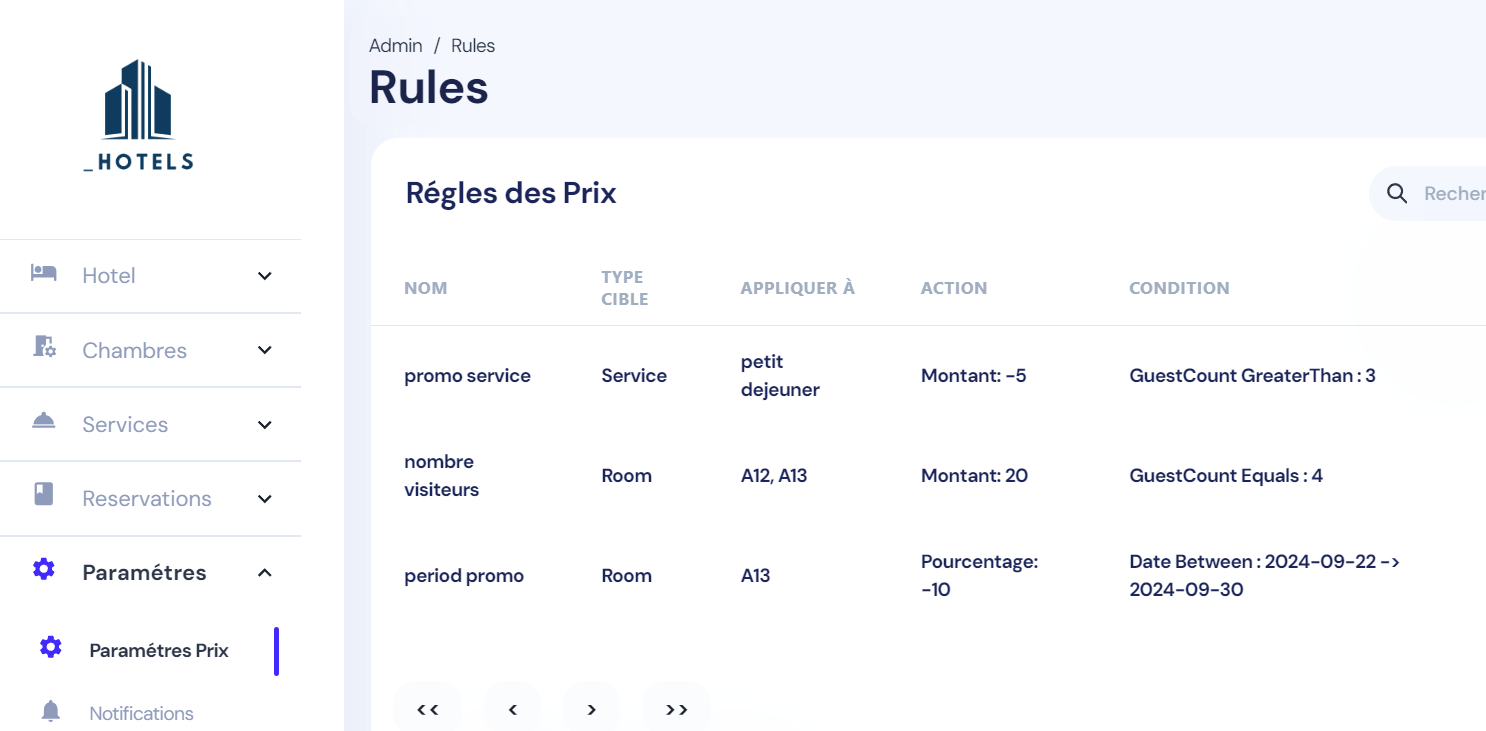 _HOTELS
Hotel
Chambres
Services
Reservations
Paramétres
Paramétres Prix
Notifications
Admin / Rules
Rules
Régles des Prix
Recher
NOM
TYPE
CIBLE
APPLIQUER À
ACTION
CONDITION
promo service
Service
petit
dejeuner
Montant: -5
GuestCount GreaterThan : 3
nombre
visiteurs
Room
A12, A13
Montant: 20
GuestCount Equals : 4
period promo
Room
A13
Pourcentage:
-10
Date Between : 2024-09-22 ->
2024-09-30
<< < > >>